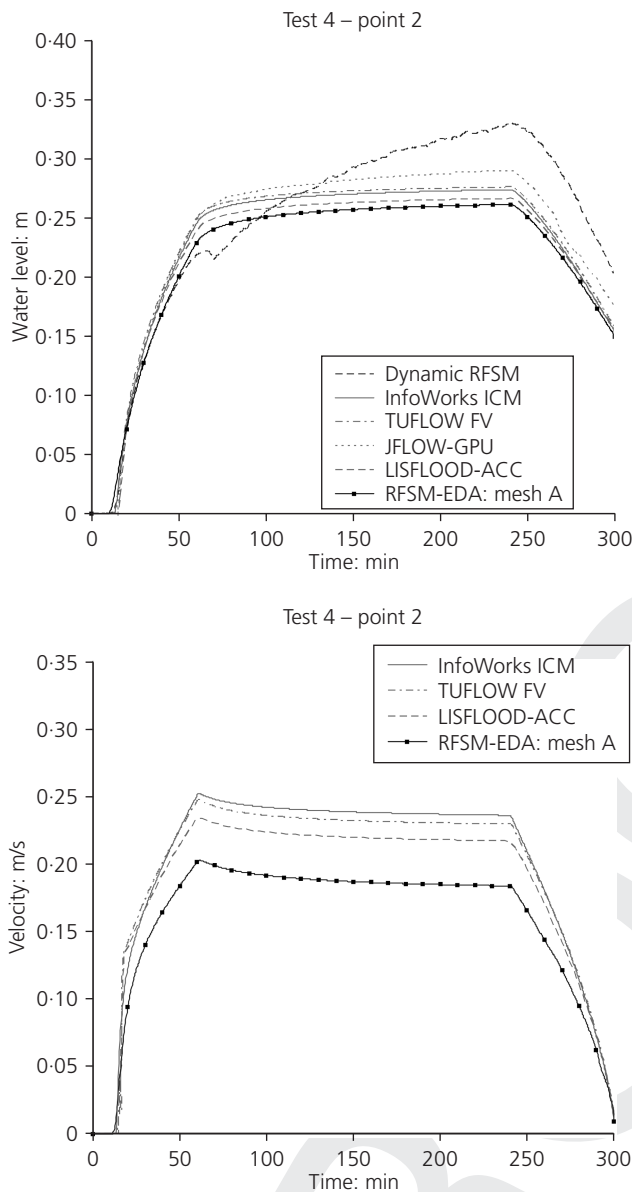 Test 4 – point 2
0·40
0·35
0·30
0·25
0·20
0·15
0·10
0·05
0
Water level: m
Dynamic RFSM
InfoWorks ICM
TUFLOW FV
JFLOW-GPU
LISFLOOD-ACC
RFSM-EDA: mesh A
0 50 100 150 200 250 300
Time: min
Test 4 – point 2
0·35
0·30
0·25
0·20
0·15
0·10
0·05
0
Velocity: m/s
InfoWorks ICM
TUFLOW FV
LISFLOOD-ACC
RFSM-EDA: mesh A
0 50 100 150 200 250 300
Time: min